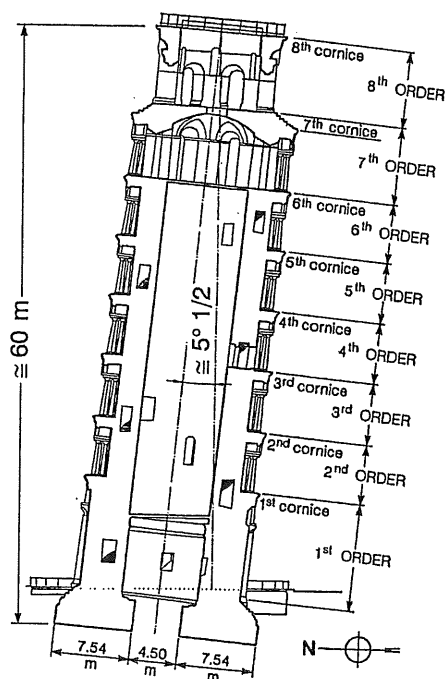 8th cornice
8th ORDER
7th cornice
7th ORDER
6th cornice
6th ORDER
5th cornice
5th ORDER
4th cornice
4th ORDER
3rd cornice
3rd ORDER
2nd cornice
2nd ORDER
1st cornice
1st ORDER
≅ 60 m
≅ 5° 1/2
7.54
m
4.50
m
7.54
m
N